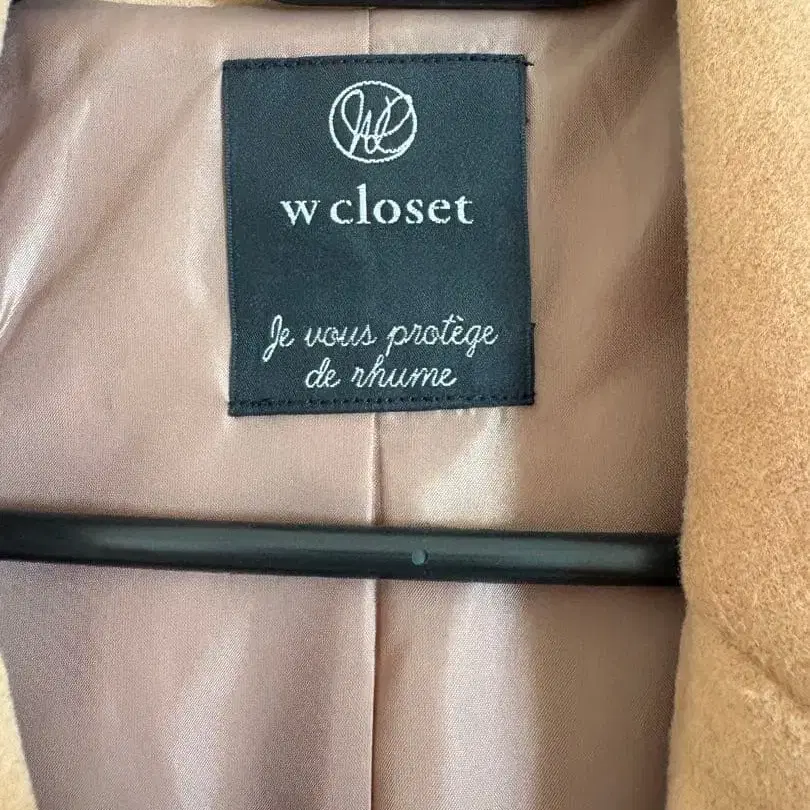 w closet
Je vous protège
de rhume